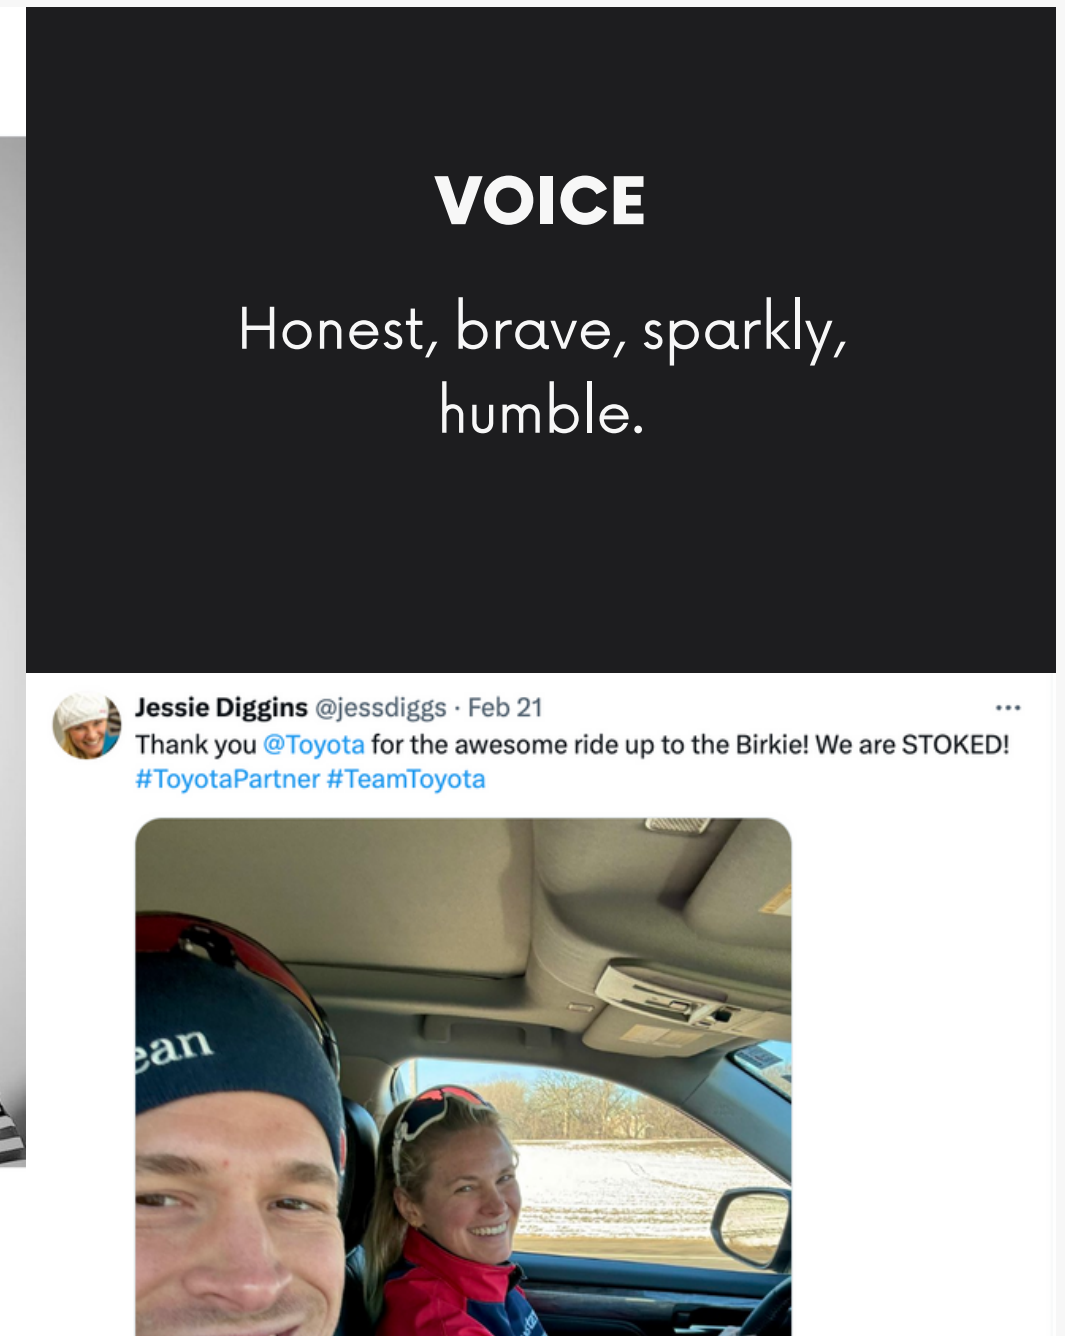 VOICE
Honest, brave, sparkly,
humble.
Jessie Diggins @jessdiggs · Feb 21
Thank you @Toyota for the awesome ride up to the Birkie! We are STOKED!
#ToyotaPartner #TeamToyota
ean